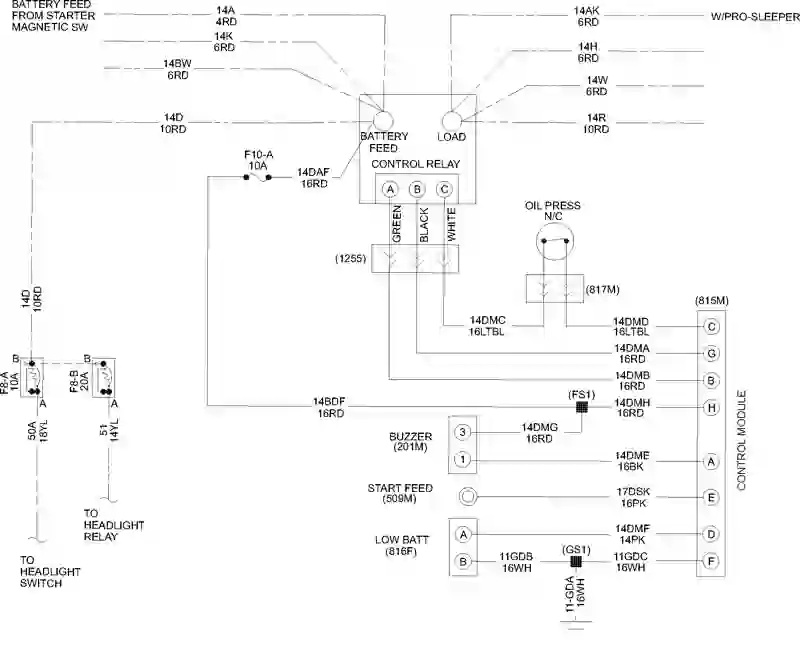 BATTERY FEED
FROM STARTER
MAGNETIC SW
14A
4RD
14K
6RD
14BW
6RD
14D
10RD
14AK
6RD
W/PRO-SLEEPER
14H
6RD
14W
6RD
14R
10RD
BATTERY
FEED
LOAD
CONTROL RELAY
A
B
C
F10-A
10A
14DAF
16RD
GREEN
BLACK
WHITE
(1255)
OIL PRESS
N/C
(817M)
(815M)
14D
10RD
14DMC
16LTBL
14DMD
16LTBL
C
14DMA
16RD
G
14DMB
16RD
B
14BDF
16RD
(FS1)
14DMH
16RD
H
CONTROL MODULE
B
F8-A
10A
A
B
F8-B
20A
A
50A
18YL
51
14YL
BUZZER
(201M)
3
1
14DMG
16RD
14DME
16BK
A
START FEED
(509M)
17DSK
16PK
E
LOW BATT
(816F)
A
B
14DMF
14PK
D
11GDB
16WH
(GS1)
11GDC
16WH
F
11-GDA
16WH
TO
HEADLIGHT
RELAY
TO
HEADLIGHT
SWITCH